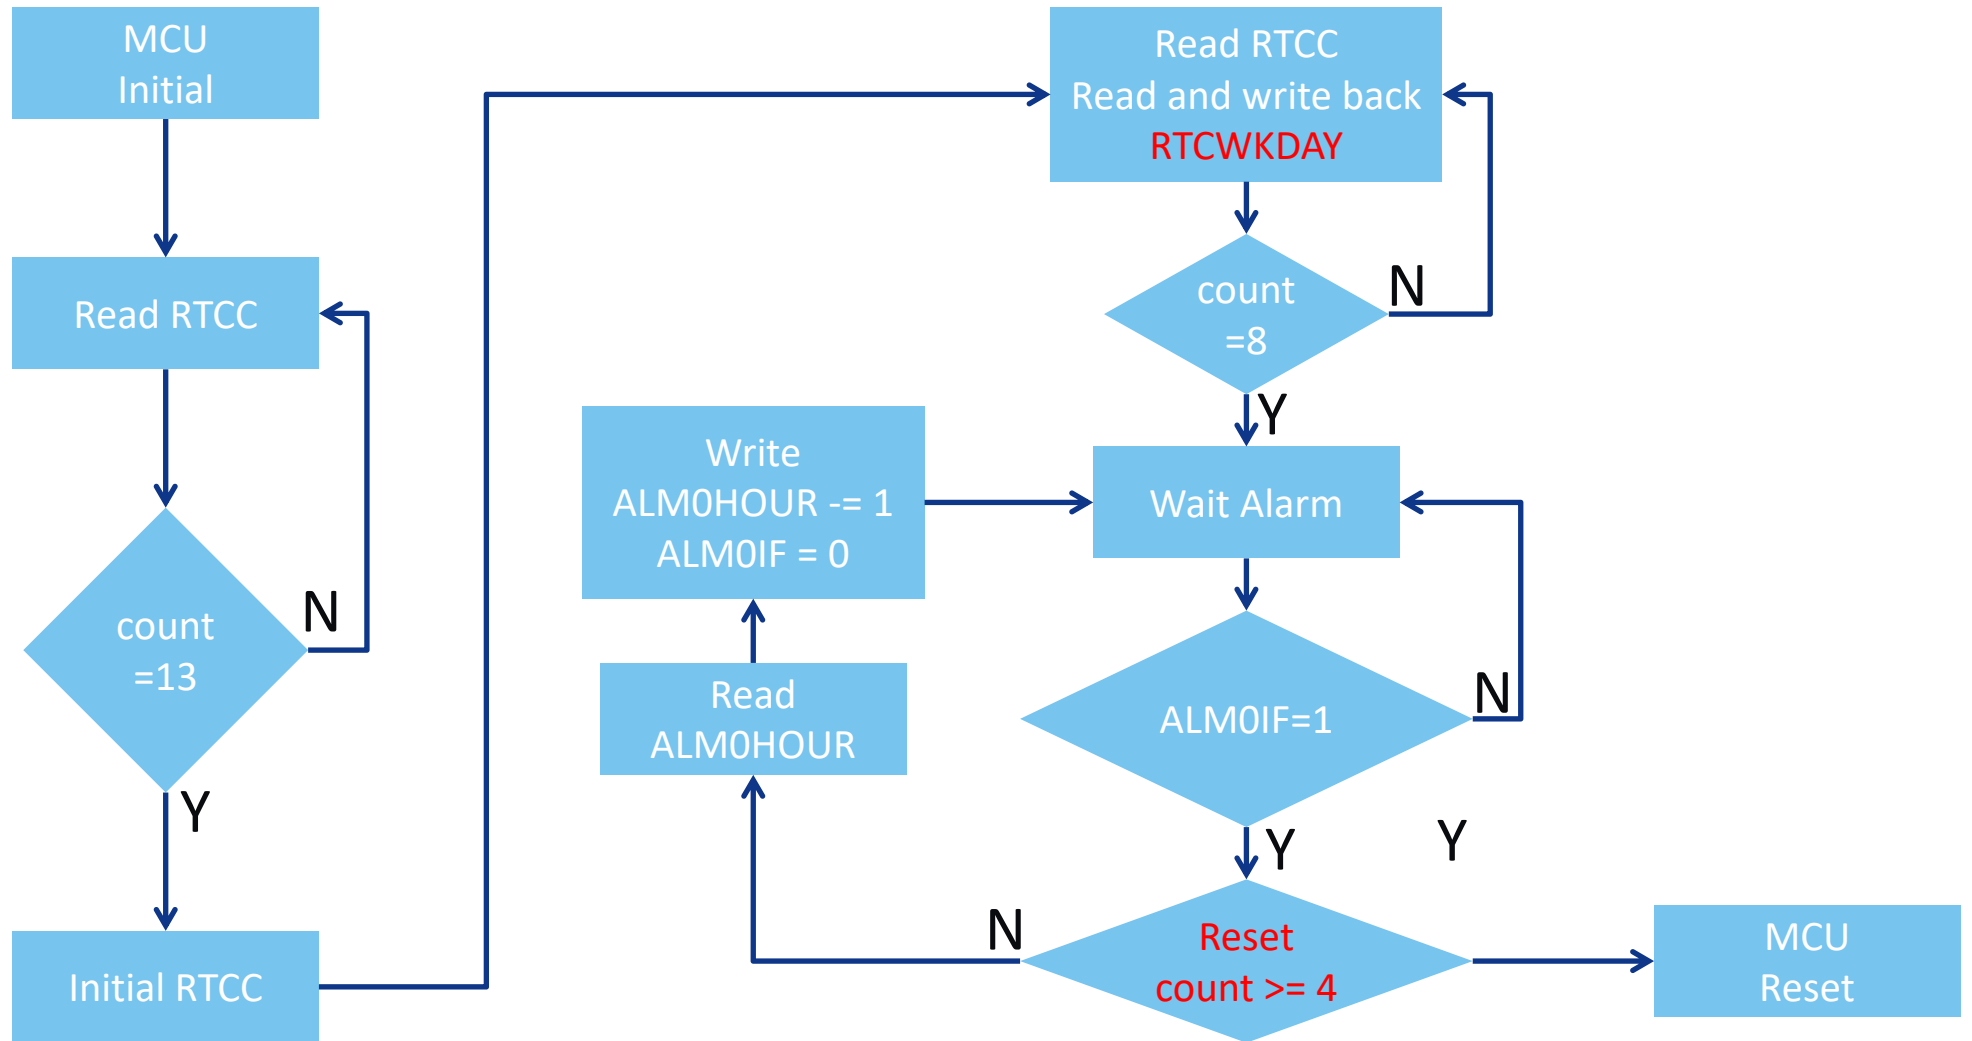 MCU
Initial
Read RTCC
count
=13
N
Y
Initial RTCC
Read RTCC
Read and write back
RTCWKDAY
count
=8
N
Y
Wait Alarm
ALM0IF=1
N
Y
Y
Reset
count >= 4
N
Read
ALM0HOUR
Write
ALM0HOUR -= 1
ALM0IF = 0
MCU
Reset